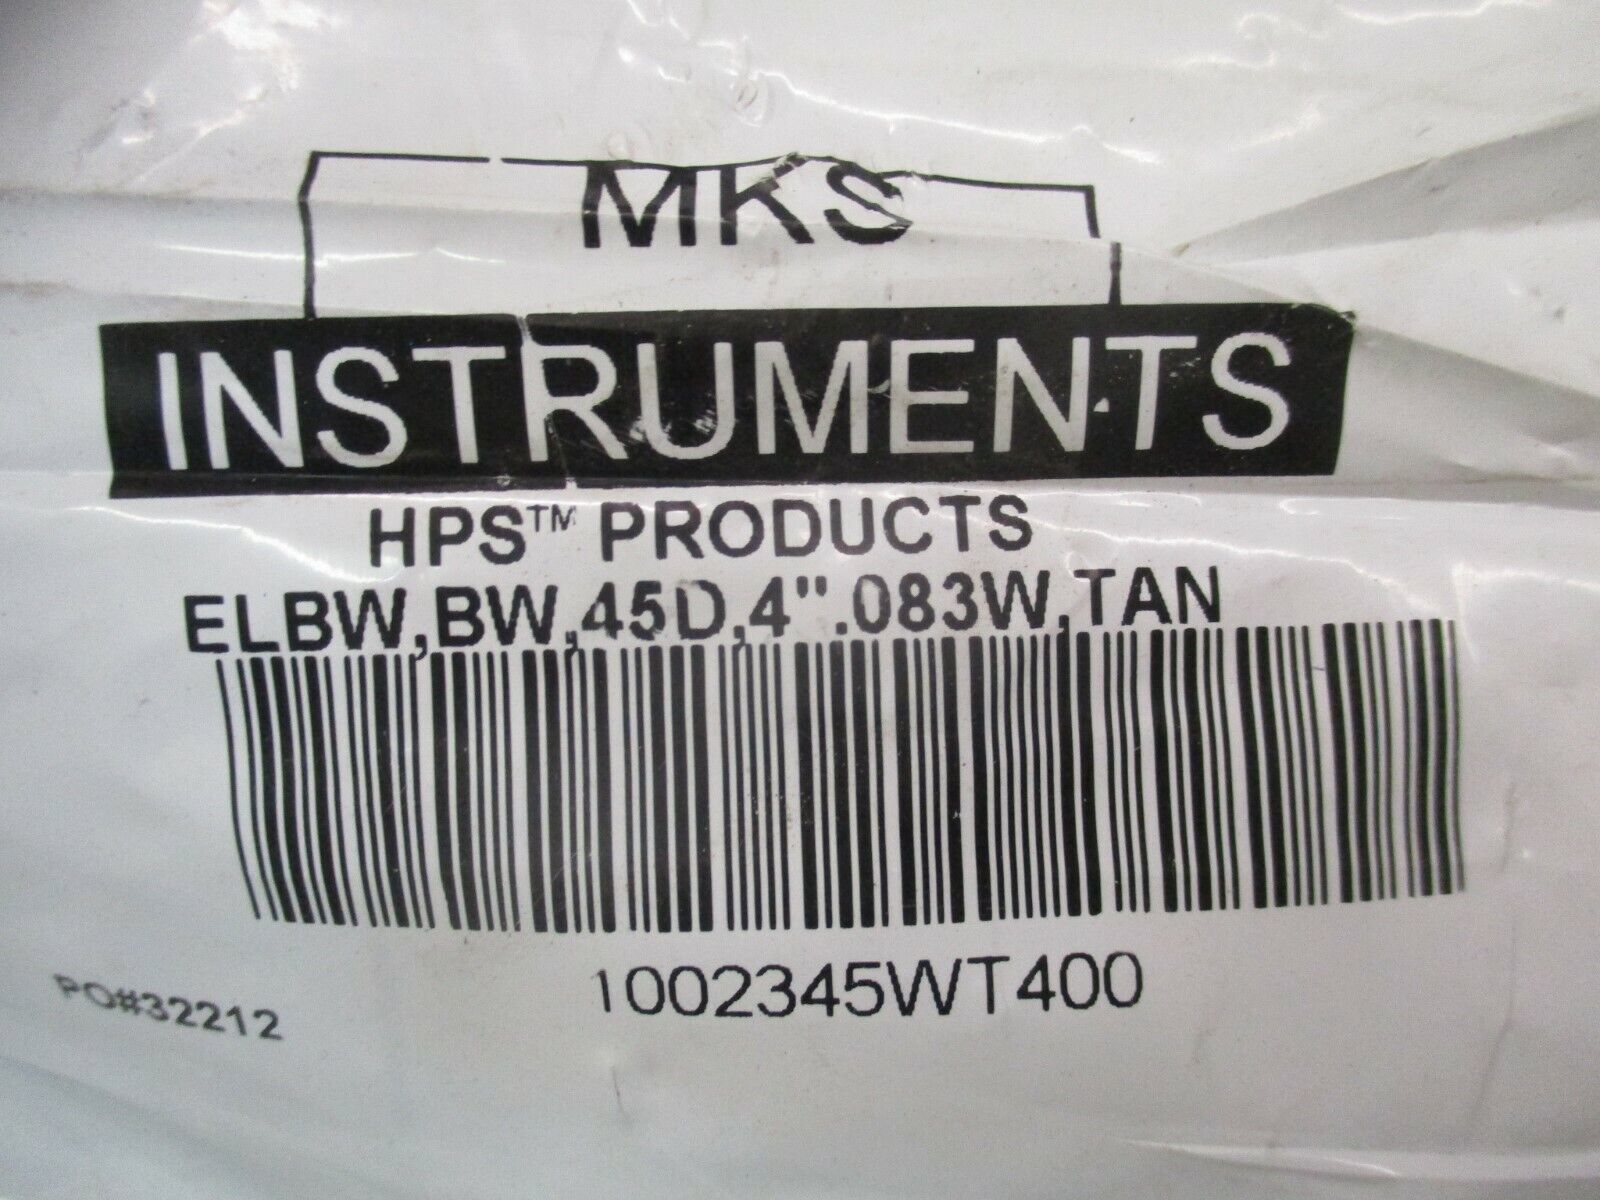 MKS
INSTRUMENTS
HPS™ PRODUCTS
ELBW,BW,45D,4".083W,TAN
1002345WT400
PO#32212